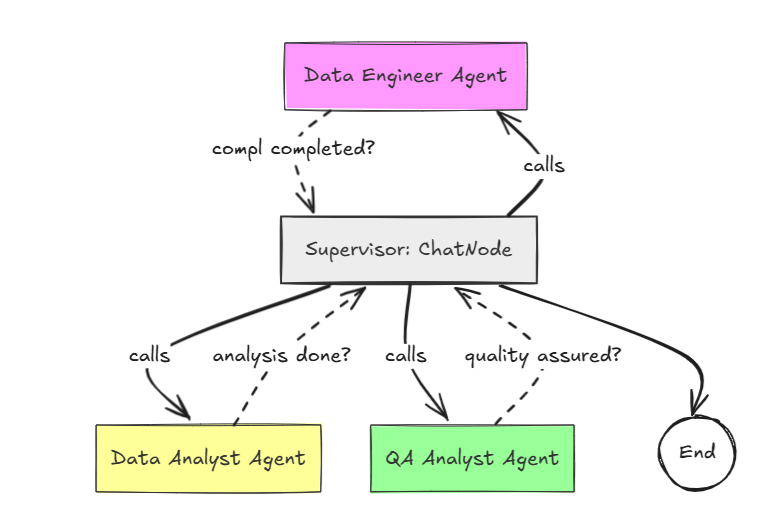 Data Engineer Agent
compl completed?
calls
Supervisor: ChatNode
calls
analysis done?
calls
quality assured?
Data Analyst Agent
QA Analyst Agent
End